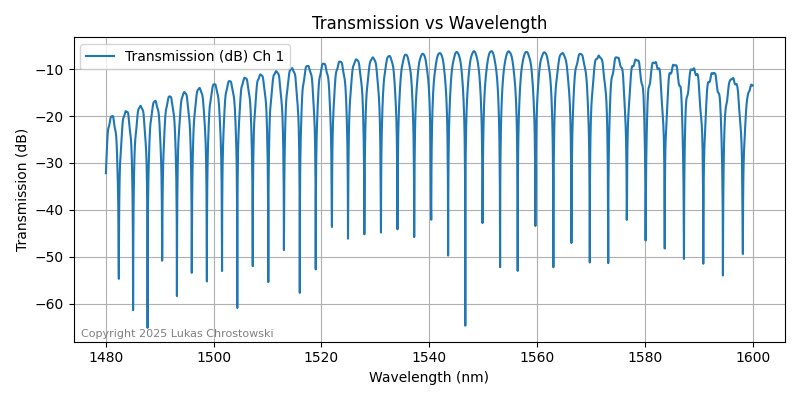 Transmission vs Wavelength
Transmission (dB) Ch 1
Transmission (dB)
−10
−20
−30
−40
−50
−60
Copyright 2025 Lukas Chrostowski
1480 1500 1520 1540 1560 1580 1600
Wavelength (nm)